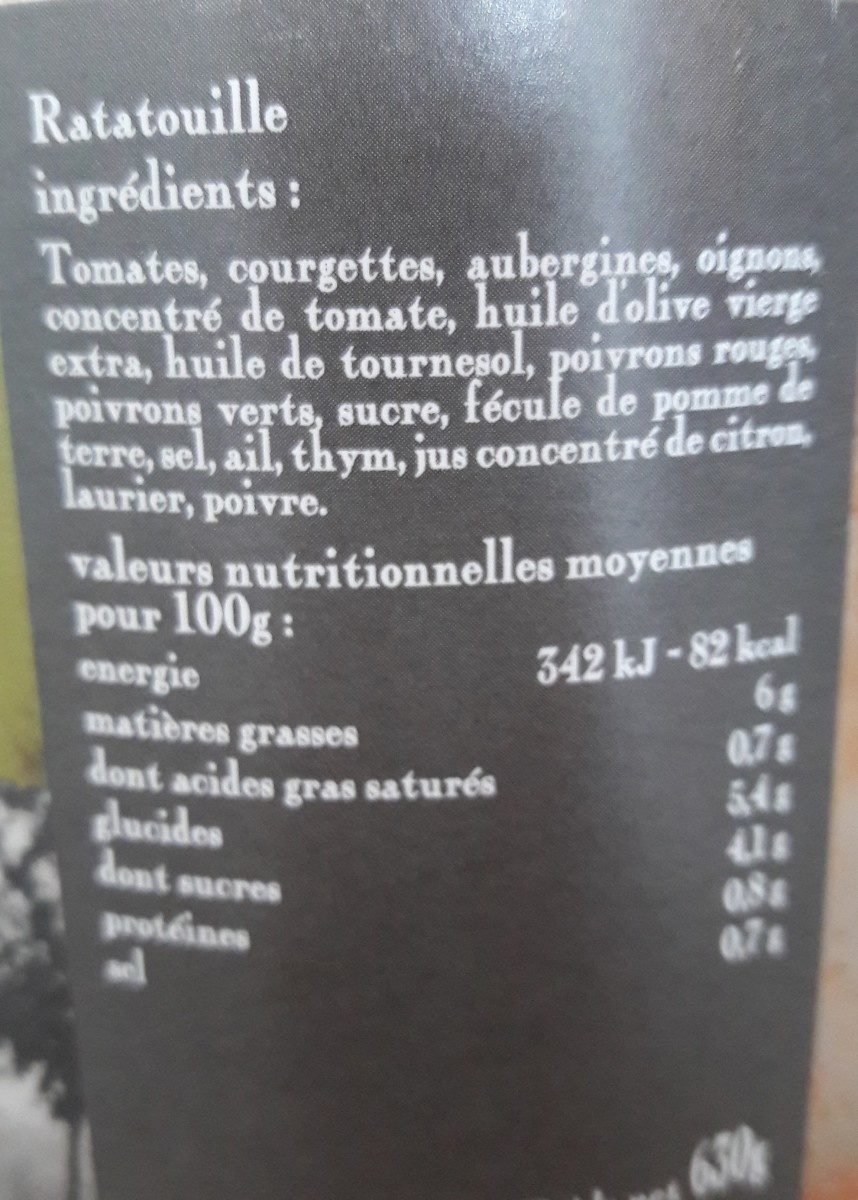 Ratatouille
ingrédients :
Tomates, courgettes, aubergines, oignons,
concentré de tomate, huile d'olive vierge
extra, huile de tournesol, poivrons rouges,
poivrons verts, sucre, fécule de pomme de
terre, sel, ail, thym, jus concentré de citron,
laurier, poivre.
valeurs nutritionnelles moyennes
pour 100g :
energie 342 kJ - 82 kcal
matières grasses 6 g
dont acides gras saturés 0,7 g
glucides 5,4 g
dont sucres 4,1 g
protéines 0,8 g
sel 0,7 g
630g